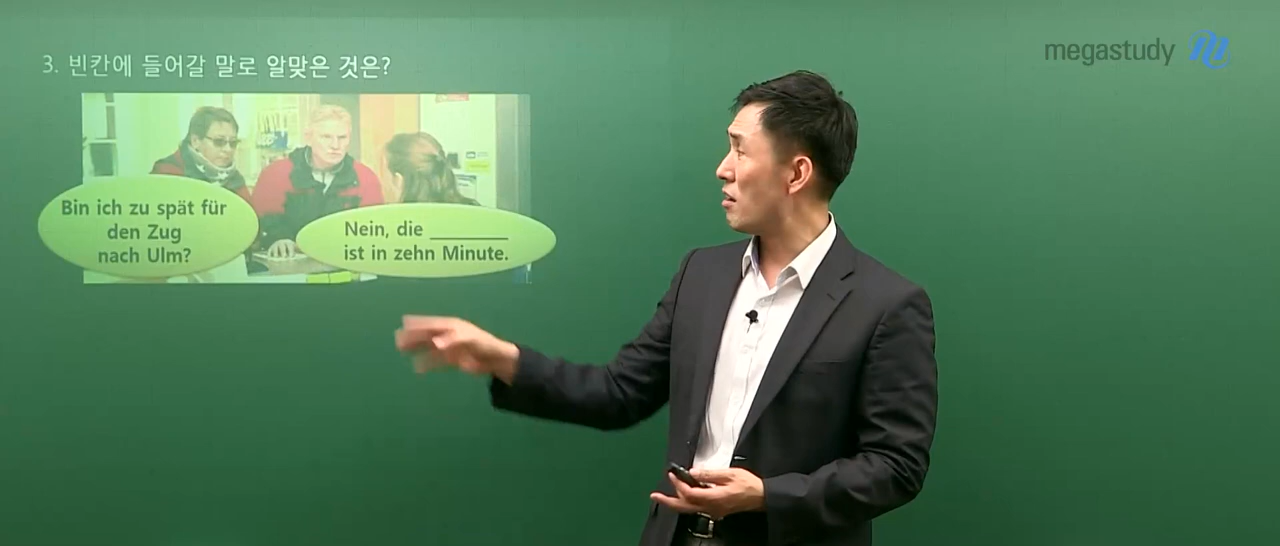 3. 빈칸에 들어갈 말로 알맞은 것은?
megastudy
Bin ich zu spät für
den Zug
nach Ulm?
Nein, die ________
ist in zehn Minute.